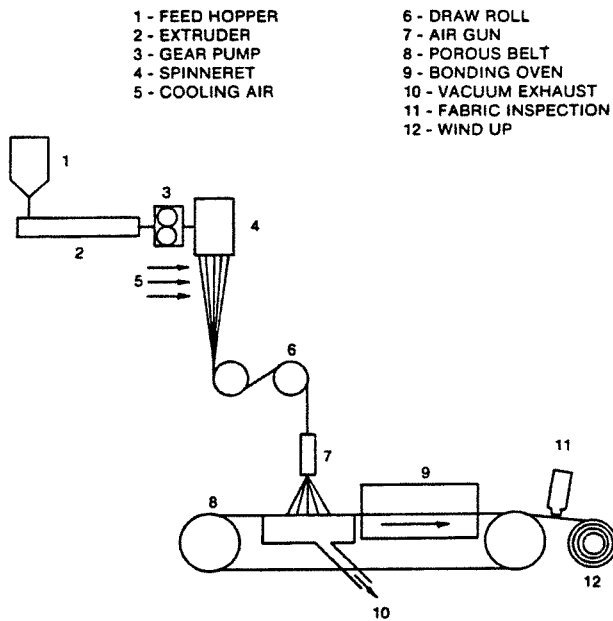 1 - FEED HOPPER
2 - EXTRUDER
3 - GEAR PUMP
4 - SPINNERET
5 - COOLING AIR
6 - DRAW ROLL
7 - AIR GUN
8 - POROUS BELT
9 - BONDING OVEN
10 - VACUUM EXHAUST
11 - FABRIC INSPECTION
12 - WIND UP
1
2
3
4
5
6
7
8
9
10
11
12